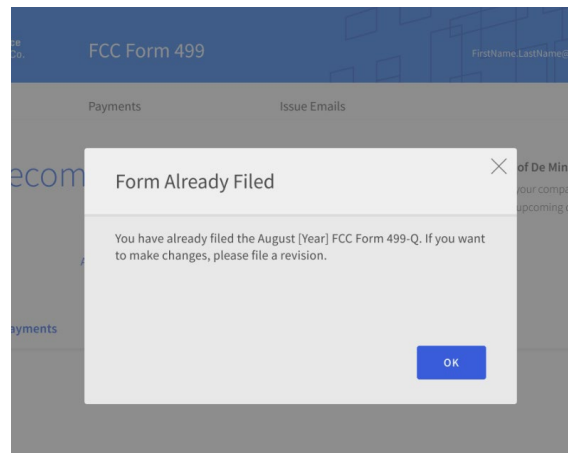 ce
Co.
FCC Form 499
FirstName.LastName@
Payments
Issue Emails
ecom
Form Already Filed
of De Min
your compa
upcoming
You have already filed the August [Year] FCC Form 499-Q. If you want
to make changes, please file a revision.
A
ayments
OK